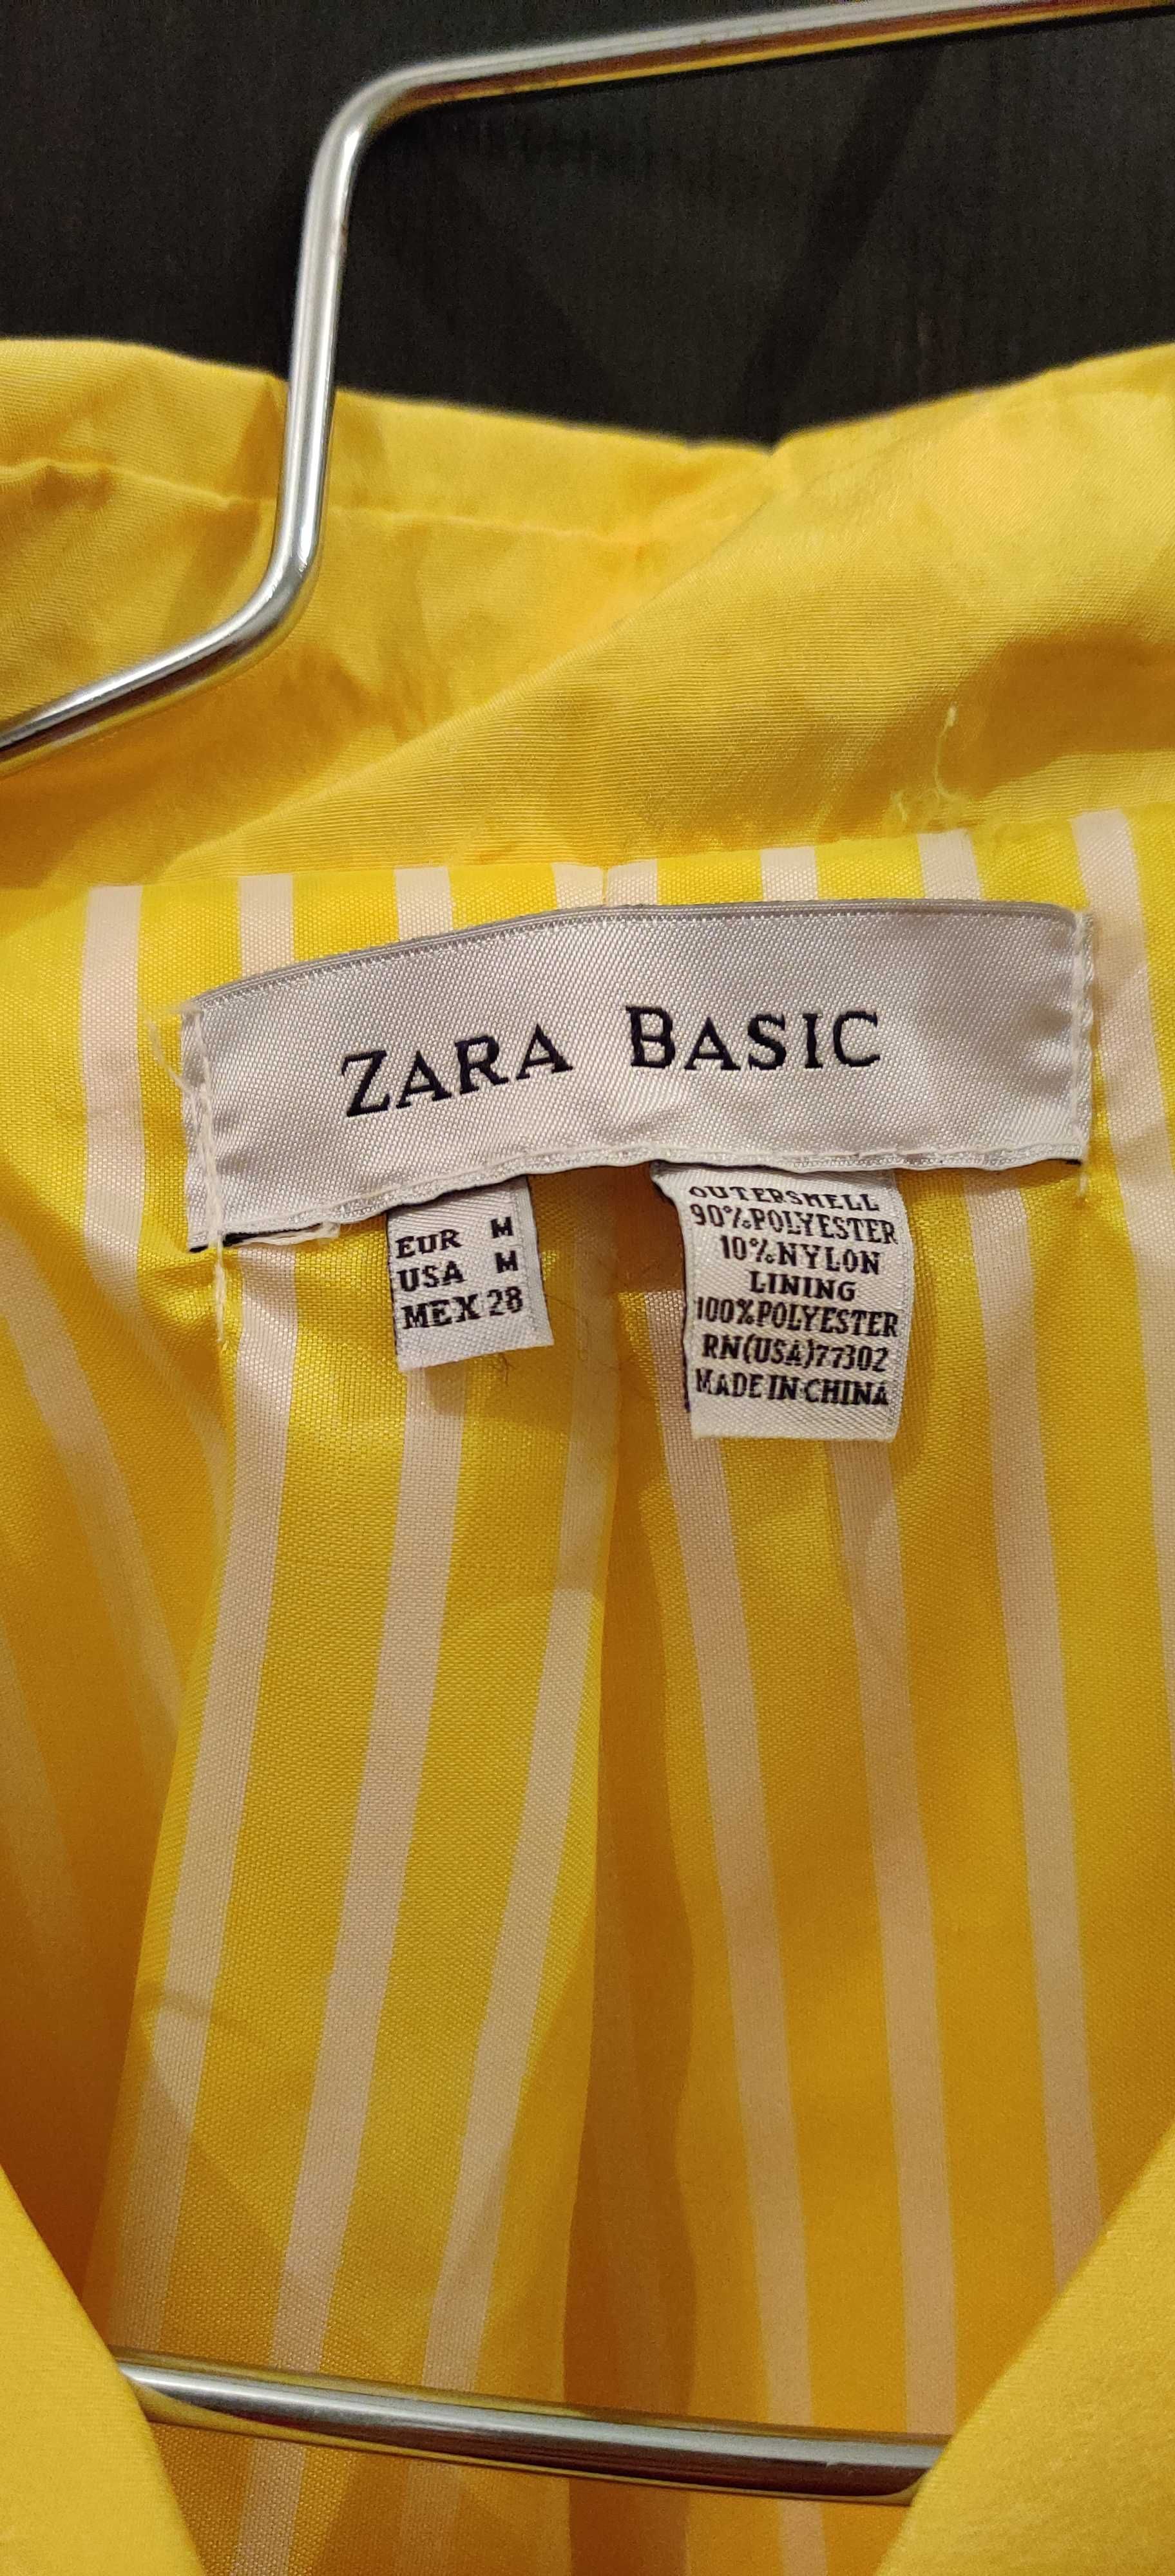 ZARA BASIC
EUR M
USA M
MEX 28
OUTERSHELL
90%POLYESTER
10%NYLON
LINING
100%POLYESTER
RN(USA)77302
MADE IN CHINA